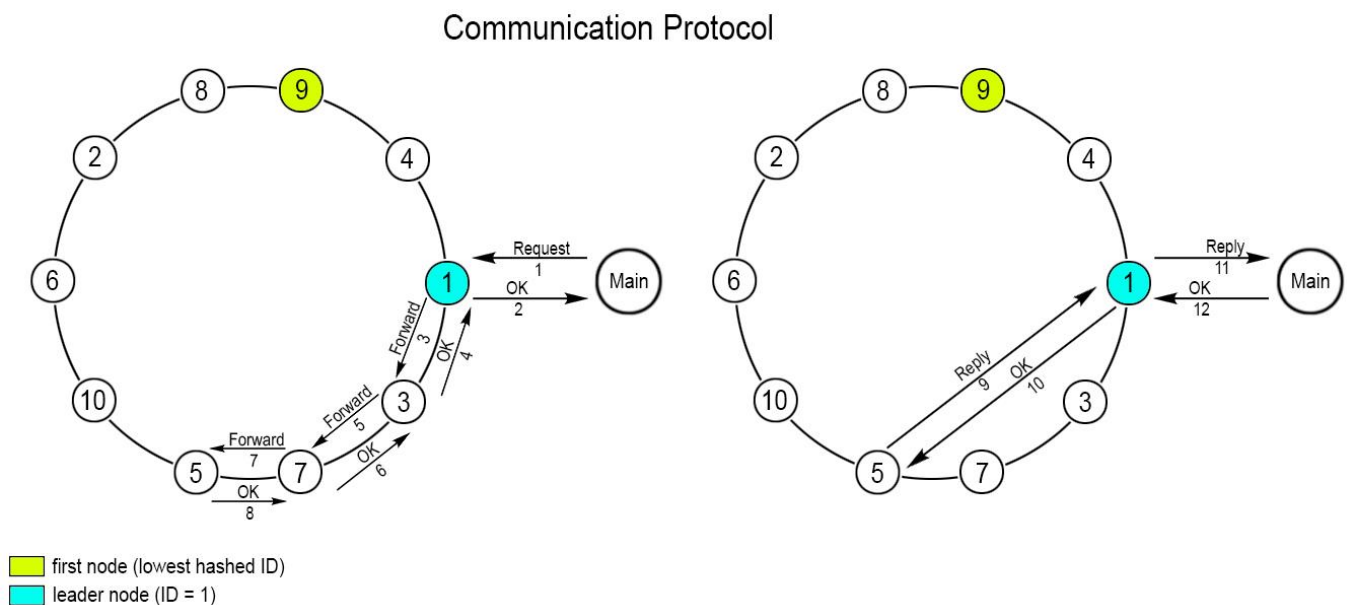 Communication Protocol
8
9
2
4
6
1
Request
1
OK
2
Main
Forward
3
OK
4
10
3
Forward
5
OK
6
5
7
Forward
7
OK
8
8
9
2
4
6
1
Reply
11
OK
12
Main
Reply
9
OK
10
10
3
5
7
first node (lowest hashed ID)
leader node (ID = 1)